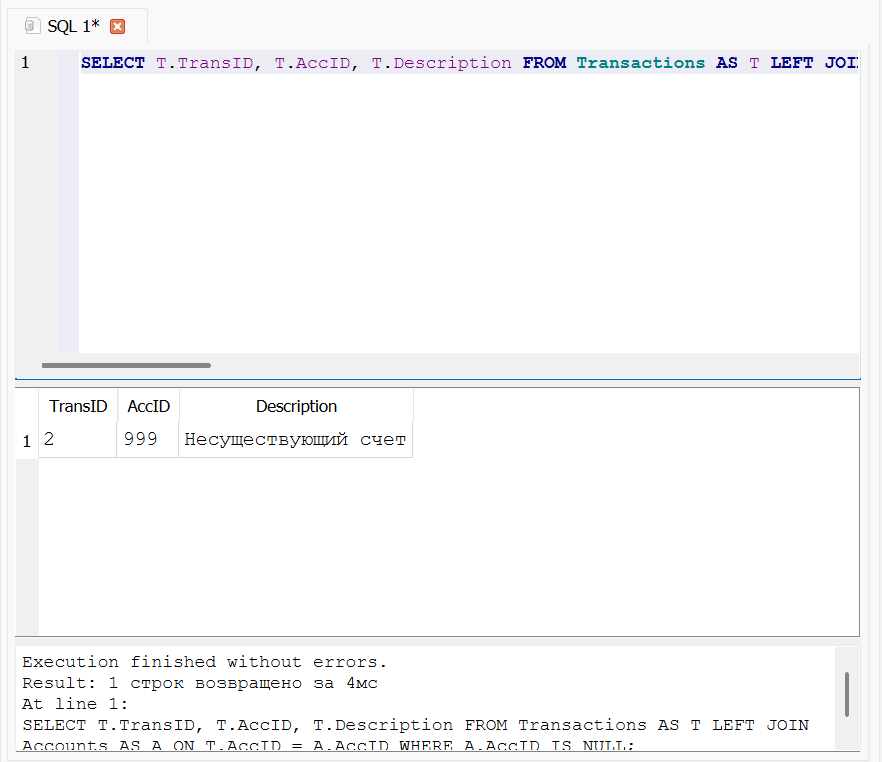 SQL 1*
1 SELECT T.TransID, T.AccID, T.Description FROM Transactions AS T LEFT JOI
TransID AccID Description
1 2 999 Несуществующий счет
Execution finished without errors.
Result: 1 строк возвращено за 4мс
At line 1:
SELECT T.TransID, T.AccID, T.Description FROM Transactions AS T LEFT JOIN
Accounts AS A ON T.AccID = A.AccID WHERE A.AccID IS NULL;